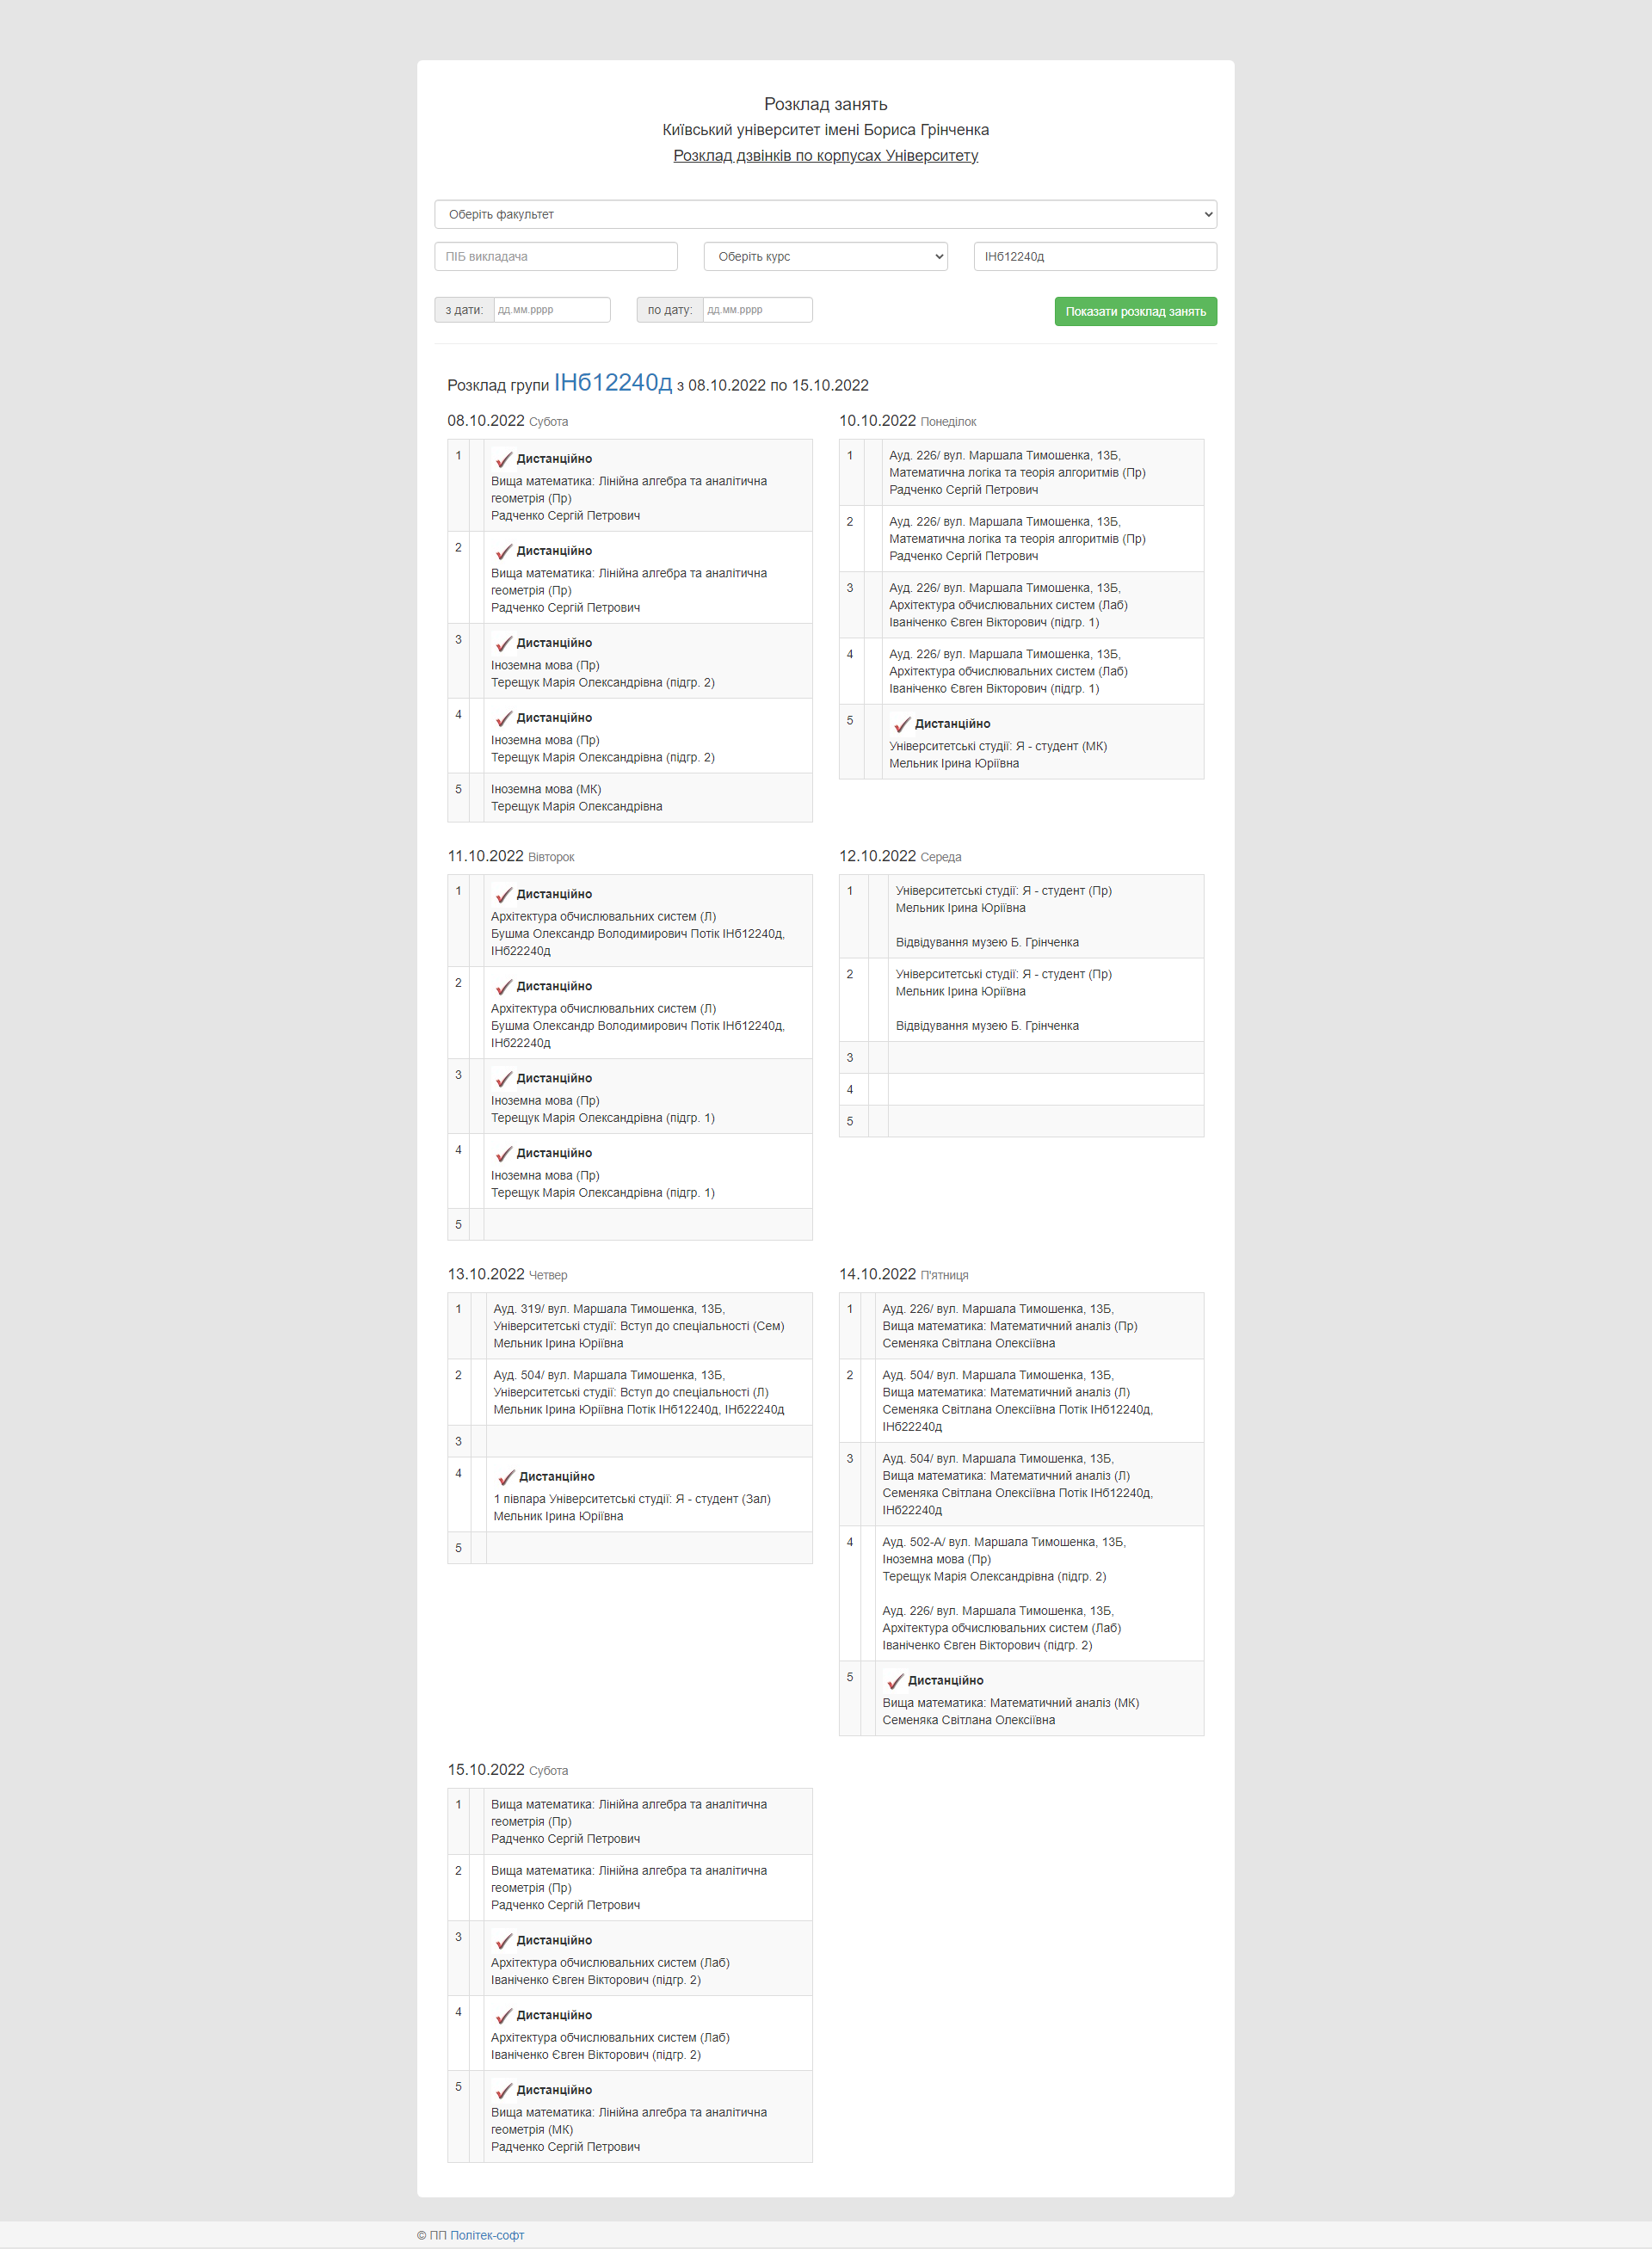 Розклад занять
Київський університет імені Бориса Грінченка
Розклад дзвінків по корпусах Університету
Оберіть факультет
ПІБ викладача
Оберіть курс
ІНб12240д
з дати:
дд.мм.рррр
по дату:
дд.мм.рррр
Показати розклад занять
Розклад групи ІНб12240д з 08.10.2022 по 15.10.2022
08.10.2022 Субота
1
Дистанційно
Вища математика: Лінійна алгебра та аналітична
геометрія (Пр)
Радченко Сергій Петрович
2
Дистанційно
Вища математика: Лінійна алгебра та аналітична
геометрія (Пр)
Радченко Сергій Петрович
3
Дистанційно
Іноземна мова (Пр)
Терещук Марія Олександрівна (підгр. 2)
4
Дистанційно
Іноземна мова (Пр)
Терещук Марія Олександрівна (підгр. 2)
5
Іноземна мова (МК)
Терещук Марія Олександрівна
10.10.2022 Понеділок
1
Ауд. 226/ вул. Маршала Тимошенка, 13Б,
Математична логіка та теорія алгоритмів (Пр)
Радченко Сергій Петрович
2
Ауд. 226/ вул. Маршала Тимошенка, 13Б,
Математична логіка та теорія алгоритмів (Пр)
Радченко Сергій Петрович
3
Ауд. 226/ вул. Маршала Тимошенка, 13Б,
Архітектура обчислювальних систем (Лаб)
Іваніченко Євген Вікторович (підгр. 1)
4
Ауд. 226/ вул. Маршала Тимошенка, 13Б,
Архітектура обчислювальних систем (Лаб)
Іваніченко Євген Вікторович (підгр. 1)
5
Дистанційно
Університетські студії: Я - студент (МК)
Мельник Ірина Юріївна
11.10.2022 Вівторок
1
Дистанційно
Архітектура обчислювальних систем (Л)
Бушма Олександр Володимирович Потік ІНб12240д,
ІНб22240д
2
Дистанційно
Архітектура обчислювальних систем (Л)
Бушма Олександр Володимирович Потік ІНб12240д,
ІНб22240д
3
Дистанційно
Іноземна мова (Пр)
Терещук Марія Олександрівна (підгр. 1)
4
Дистанційно
Іноземна мова (Пр)
Терещук Марія Олександрівна (підгр. 1)
5
12.10.2022 Середа
1
Університетські студії: Я - студент (Пр)
Мельник Ірина Юріївна
Відвідування музею Б. Грінченка
2
Університетські студії: Я - студент (Пр)
Мельник Ірина Юріївна
Відвідування музею Б. Грінченка
3
4
5
13.10.2022 Четвер
1
Ауд. 319/ вул. Маршала Тимошенка, 13Б,
Університетські студії: Вступ до спеціальності (Сем)
Мельник Ірина Юріївна
2
Ауд. 504/ вул. Маршала Тимошенка, 13Б,
Університетські студії: Вступ до спеціальності (Л)
Мельник Ірина Юріївна Потік ІНб12240д, ІНб22240д
3
4
Дистанційно
1 півпара Університетські студії: Я - студент (Зал)
Мельник Ірина Юріївна
5
14.10.2022 П'ятниця
1
Ауд. 226/ вул. Маршала Тимошенка, 13Б,
Вища математика: Математичний аналіз (Пр)
Семеняка Світлана Олексіївна
2
Ауд. 504/ вул. Маршала Тимошенка, 13Б,
Вища математика: Математичний аналіз (Л)
Семеняка Світлана Олексіївна Потік ІНб12240д,
ІНб22240д
3
Ауд. 504/ вул. Маршала Тимошенка, 13Б,
Вища математика: Математичний аналіз (Л)
Семеняка Світлана Олексіївна Потік ІНб12240д,
ІНб22240д
4
Ауд. 502-А/ вул. Маршала Тимошенка, 13Б,
Іноземна мова (Пр)
Терещук Марія Олександрівна (підгр. 2)
Ауд. 226/ вул. Маршала Тимошенка, 13Б,
Архітектура обчислювальних систем (Лаб)
Іваніченко Євген Вікторович (підгр. 2)
5
Дистанційно
Вища математика: Математичний аналіз (МК)
Семеняка Світлана Олексіївна
15.10.2022 Субота
1
Вища математика: Лінійна алгебра та аналітична
геометрія (Пр)
Радченко Сергій Петрович
2
Вища математика: Лінійна алгебра та аналітична
геометрія (Пр)
Радченко Сергій Петрович
3
Дистанційно
Архітектура обчислювальних систем (Лаб)
Іваніченко Євген Вікторович (підгр. 2)
4
Дистанційно
Архітектура обчислювальних систем (Лаб)
Іваніченко Євген Вікторович (підгр. 2)
5
Дистанційно
Вища математика: Лінійна алгебра та аналітична
геометрія (МК)
Радченко Сергій Петрович
© ПП Політек-софт